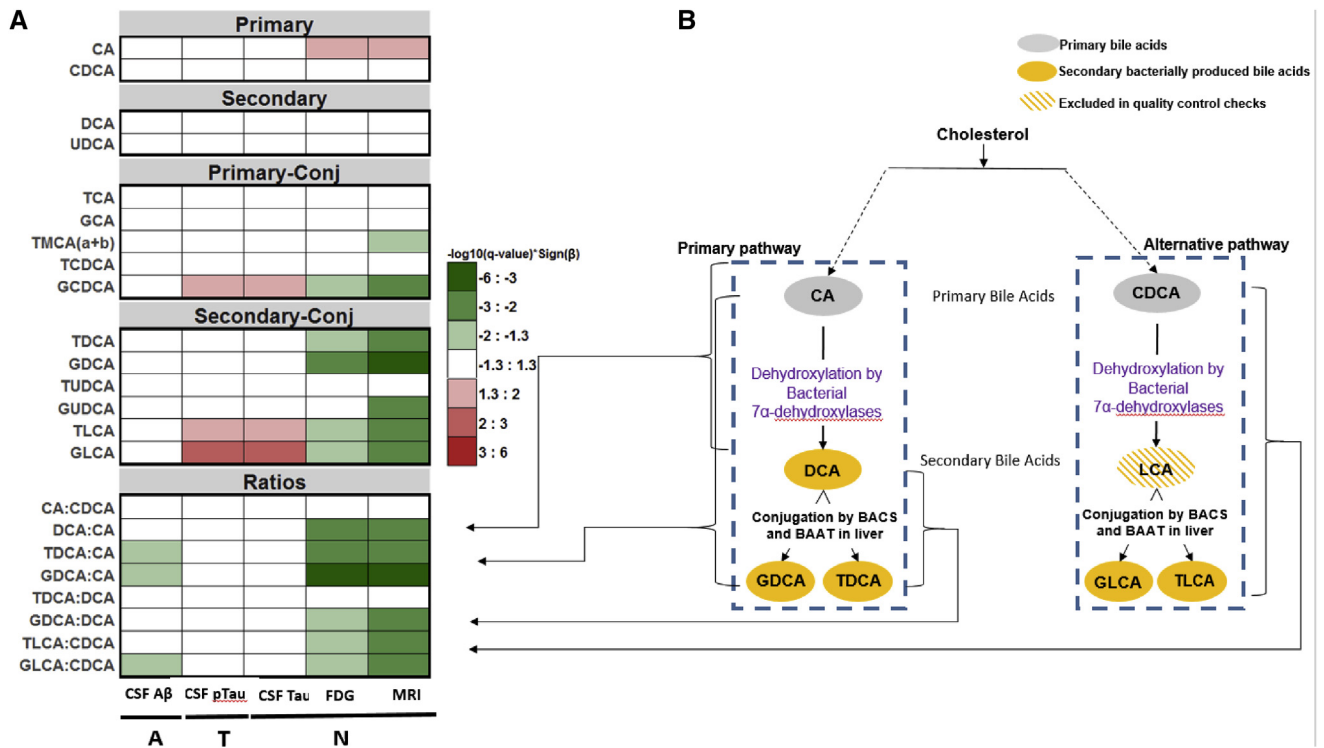 A
Primary
CA
CDCA
Secondary
DCA
UDCA
Primary-Conj
TCA
GCA
TMCA(a+b)
TCDCA
GCDCA
Secondary-Conj
TDCA
GDCA
TUDCA
GUDCA
TLCA
GLCA
Ratios
CA:CDCA
DCA:CA
TDCA:CA
GDCA:CA
TDCA:DCA
GDCA:DCA
TLCA:CDCA
GLCA:CDCA
CSF Aβ CSF pTau CSF Tau FDG MRI
A T N
-log10(q-value)*Sign(β)
-6 : -3
-3 : -2
-2 : -1.3
-1.3 : 1.3
1.3 : 2
2 : 3
3 : 6
B
Primary bile acids
Secondary bacterially produced bile acids
Excluded in quality control checks
Cholesterol
Primary pathway
Alternative pathway
CA
Primary Bile Acids
CDCA
Dehydroxylation by
Bacterial
7α-dehydroxylases
Dehydroxylation by
Bacterial
7α-dehydroxylases
DCA
Secondary Bile Acids
LCA
Conjugation by BACS
and BAAT in liver
Conjugation by BACS
and BAAT in liver
GDCA
TDCA
GLCA
TLCA